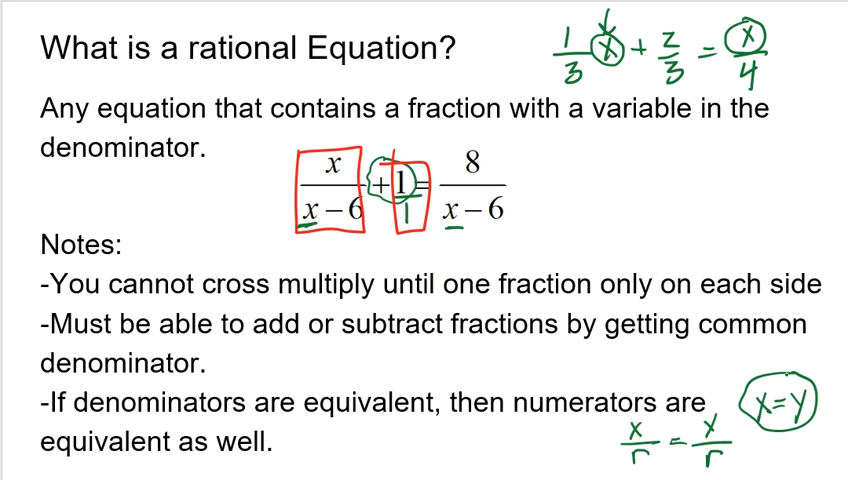 What is a rational Equation?
1/3 x + 2/3 = x/4
Any equation that contains a fraction with a variable in the
denominator.
x/(x − 6) + 1/1 = 8/(x − 6)
Notes:
-You cannot cross multiply until one fraction only on each side
-Must be able to add or subtract fractions by getting common
denominator.
-If denominators are equivalent, then numerators are
equivalent as well.
x/r = y/r
x=y